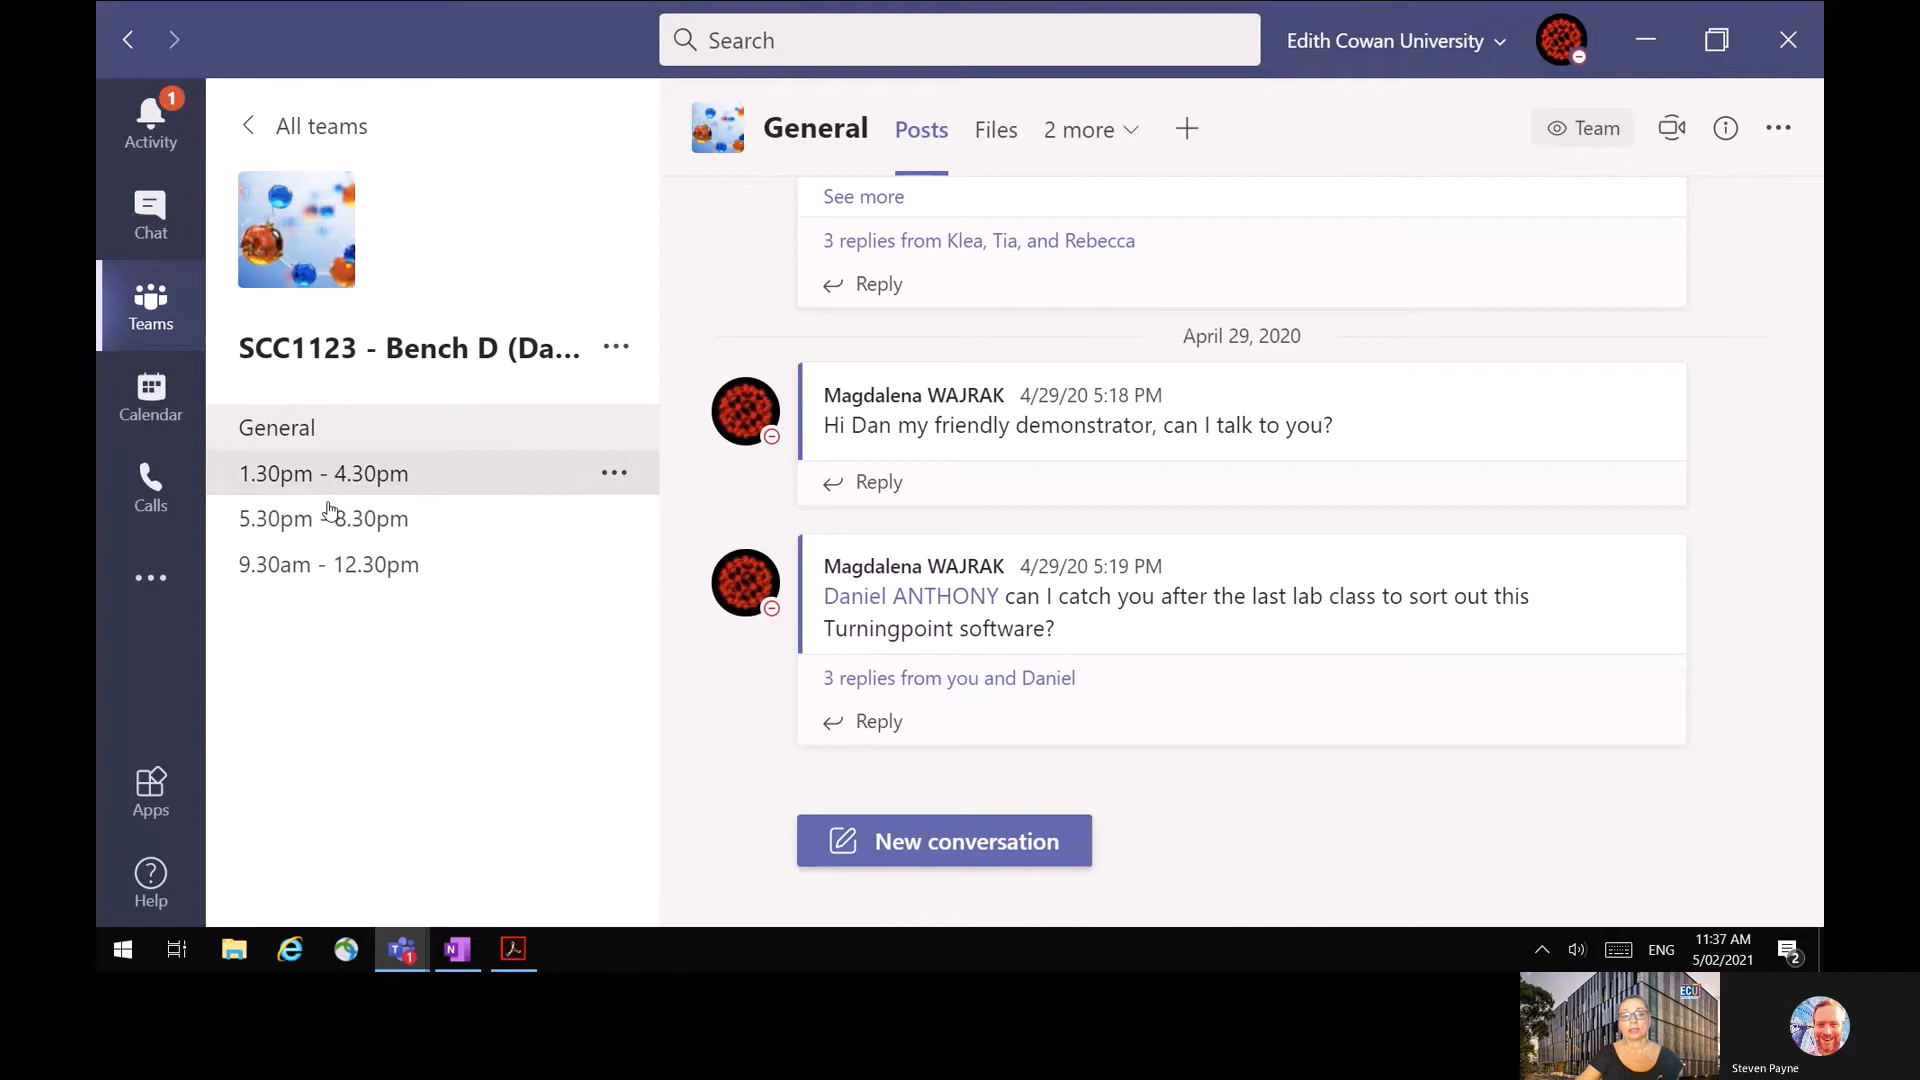 Search
Edith Cowan University
1
Activity
Chat
Teams
Calendar
Calls
Apps
Help
All teams
SCC1123 - Bench D (Da...
General
1.30pm - 4.30pm
5.30pm - 8.30pm
9.30am - 12.30pm
General
Posts
Files
2 more
Team
See more
3 replies from Klea, Tia, and Rebecca
Reply
April 29, 2020
Magdalena WAJRAK 4/29/20 5:18 PM
Hi Dan my friendly demonstrator, can I talk to you?
Reply
Magdalena WAJRAK 4/29/20 5:19 PM
Daniel ANTHONY can I catch you after the last lab class to sort out this
Turningpoint software?
3 replies from you and Daniel
Reply
New conversation
T
1
N
ENG
11:37 AM
5/02/2021
2
ECU
Steven Payne